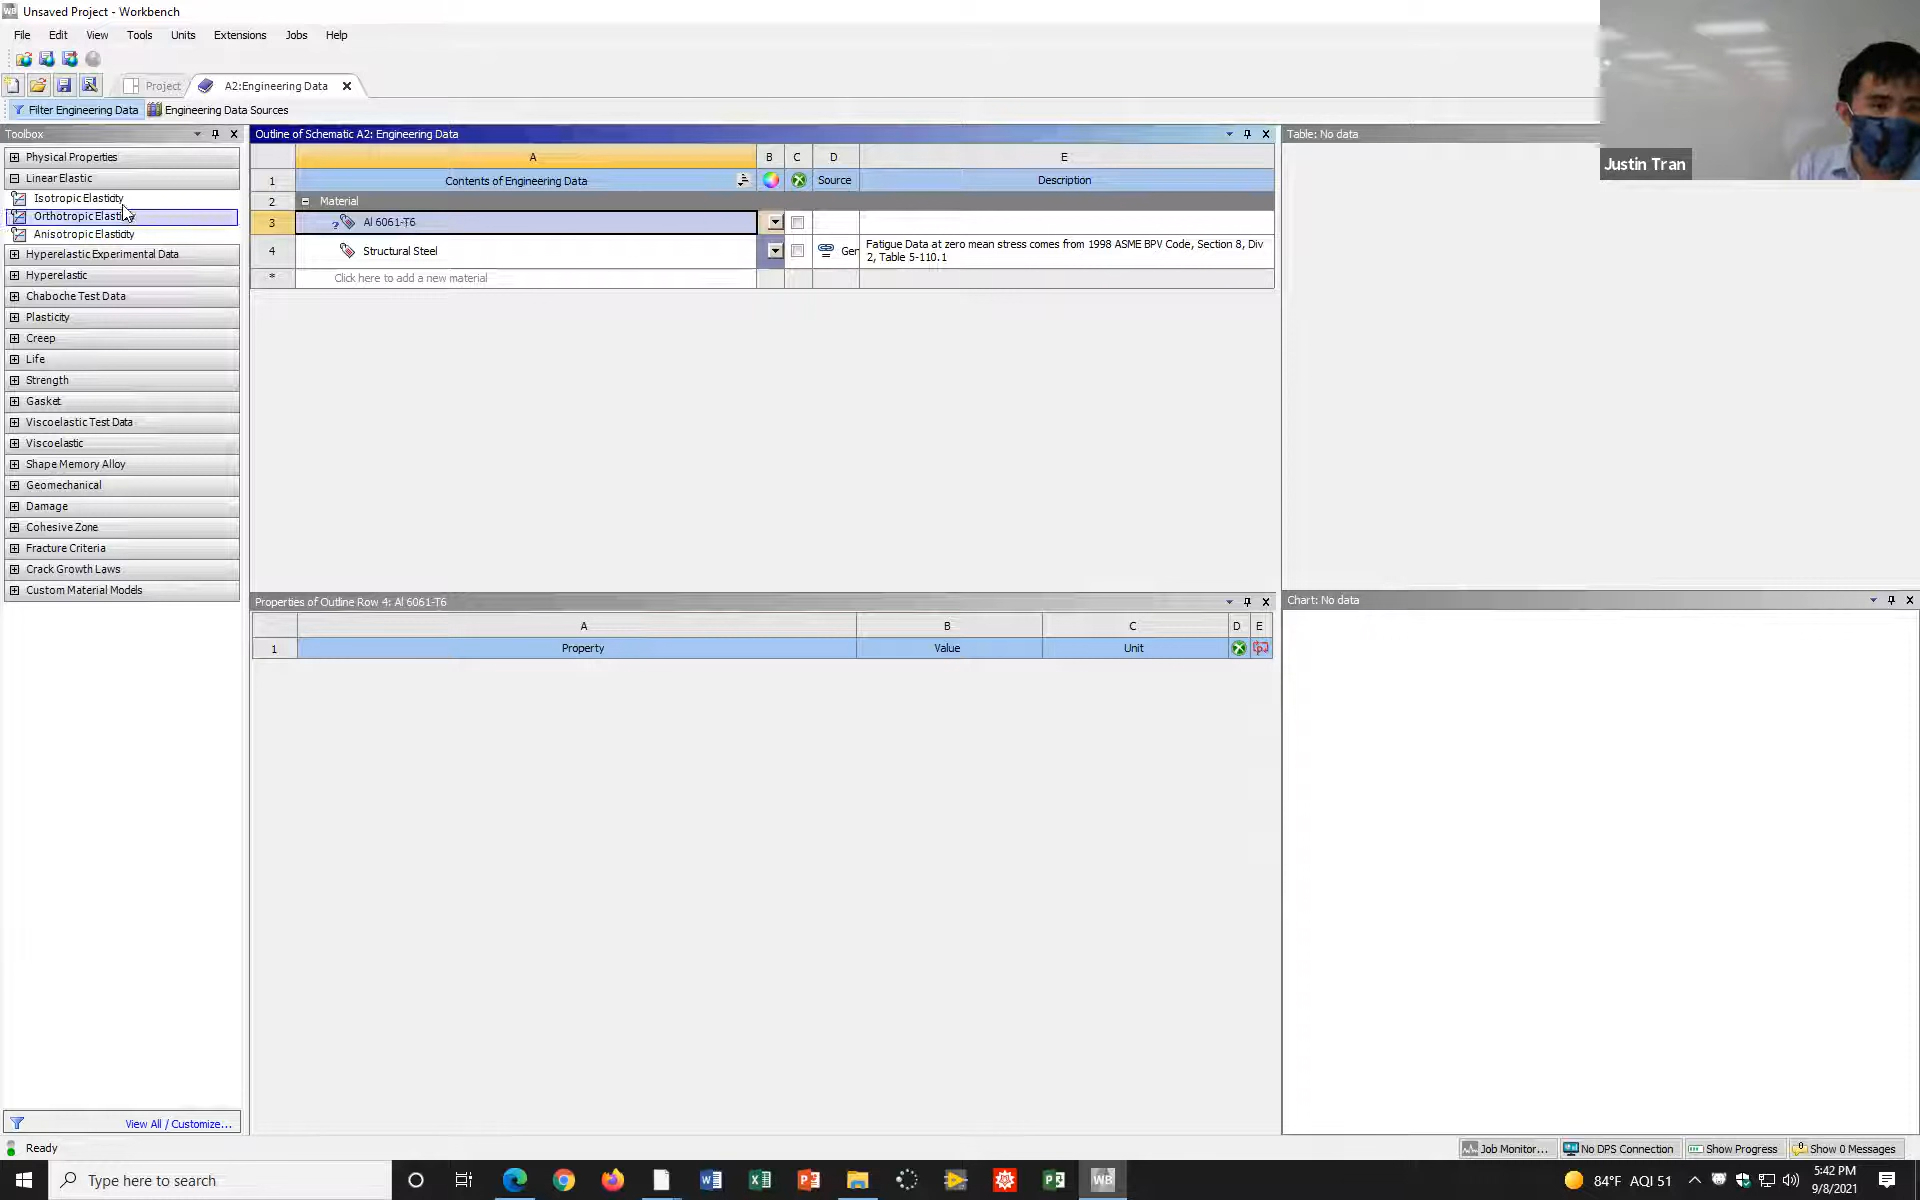 Unsaved Project - Workbench
File Edit View Tools Units Extensions Jobs Help
Project
A2:Engineering Data
Filter Engineering Data
Engineering Data Sources
Toolbox
Physical Properties
Linear Elastic
Isotropic Elasticity
Orthotropic Elasti
Anisotropic Elasticity
Hyperelastic Experimental Data
Hyperelastic
Chaboche Test Data
Plasticity
Creep
Life
Strength
Gasket
Viscoelastic Test Data
Viscoelastic
Shape Memory Alloy
Geomechanical
Damage
Cohesive Zone
Fracture Criteria
Crack Growth Laws
Custom Material Models
View All / Customize...
Outline of Schematic A2: Engineering Data
A B C D E
1 Contents of Engineering Data Source Description
2 Material
3 Al 6061-T6
4 Structural Steel Ger Fatigue Data at zero mean stress comes from 1998 ASME BPV Code, Section 8, Div
2, Table 5-110.1
* Click here to add a new material
Properties of Outline Row 4: Al 6061-T6
A B C D E
1 Property Value Unit
Table: No data
Chart: No data
Justin Tran
Ready
Job Monitor...
No DPS Connection
Show Progress
Show 0 Messages
Type here to search
WB
84°F AQI 51
5:42 PM
9/8/2021